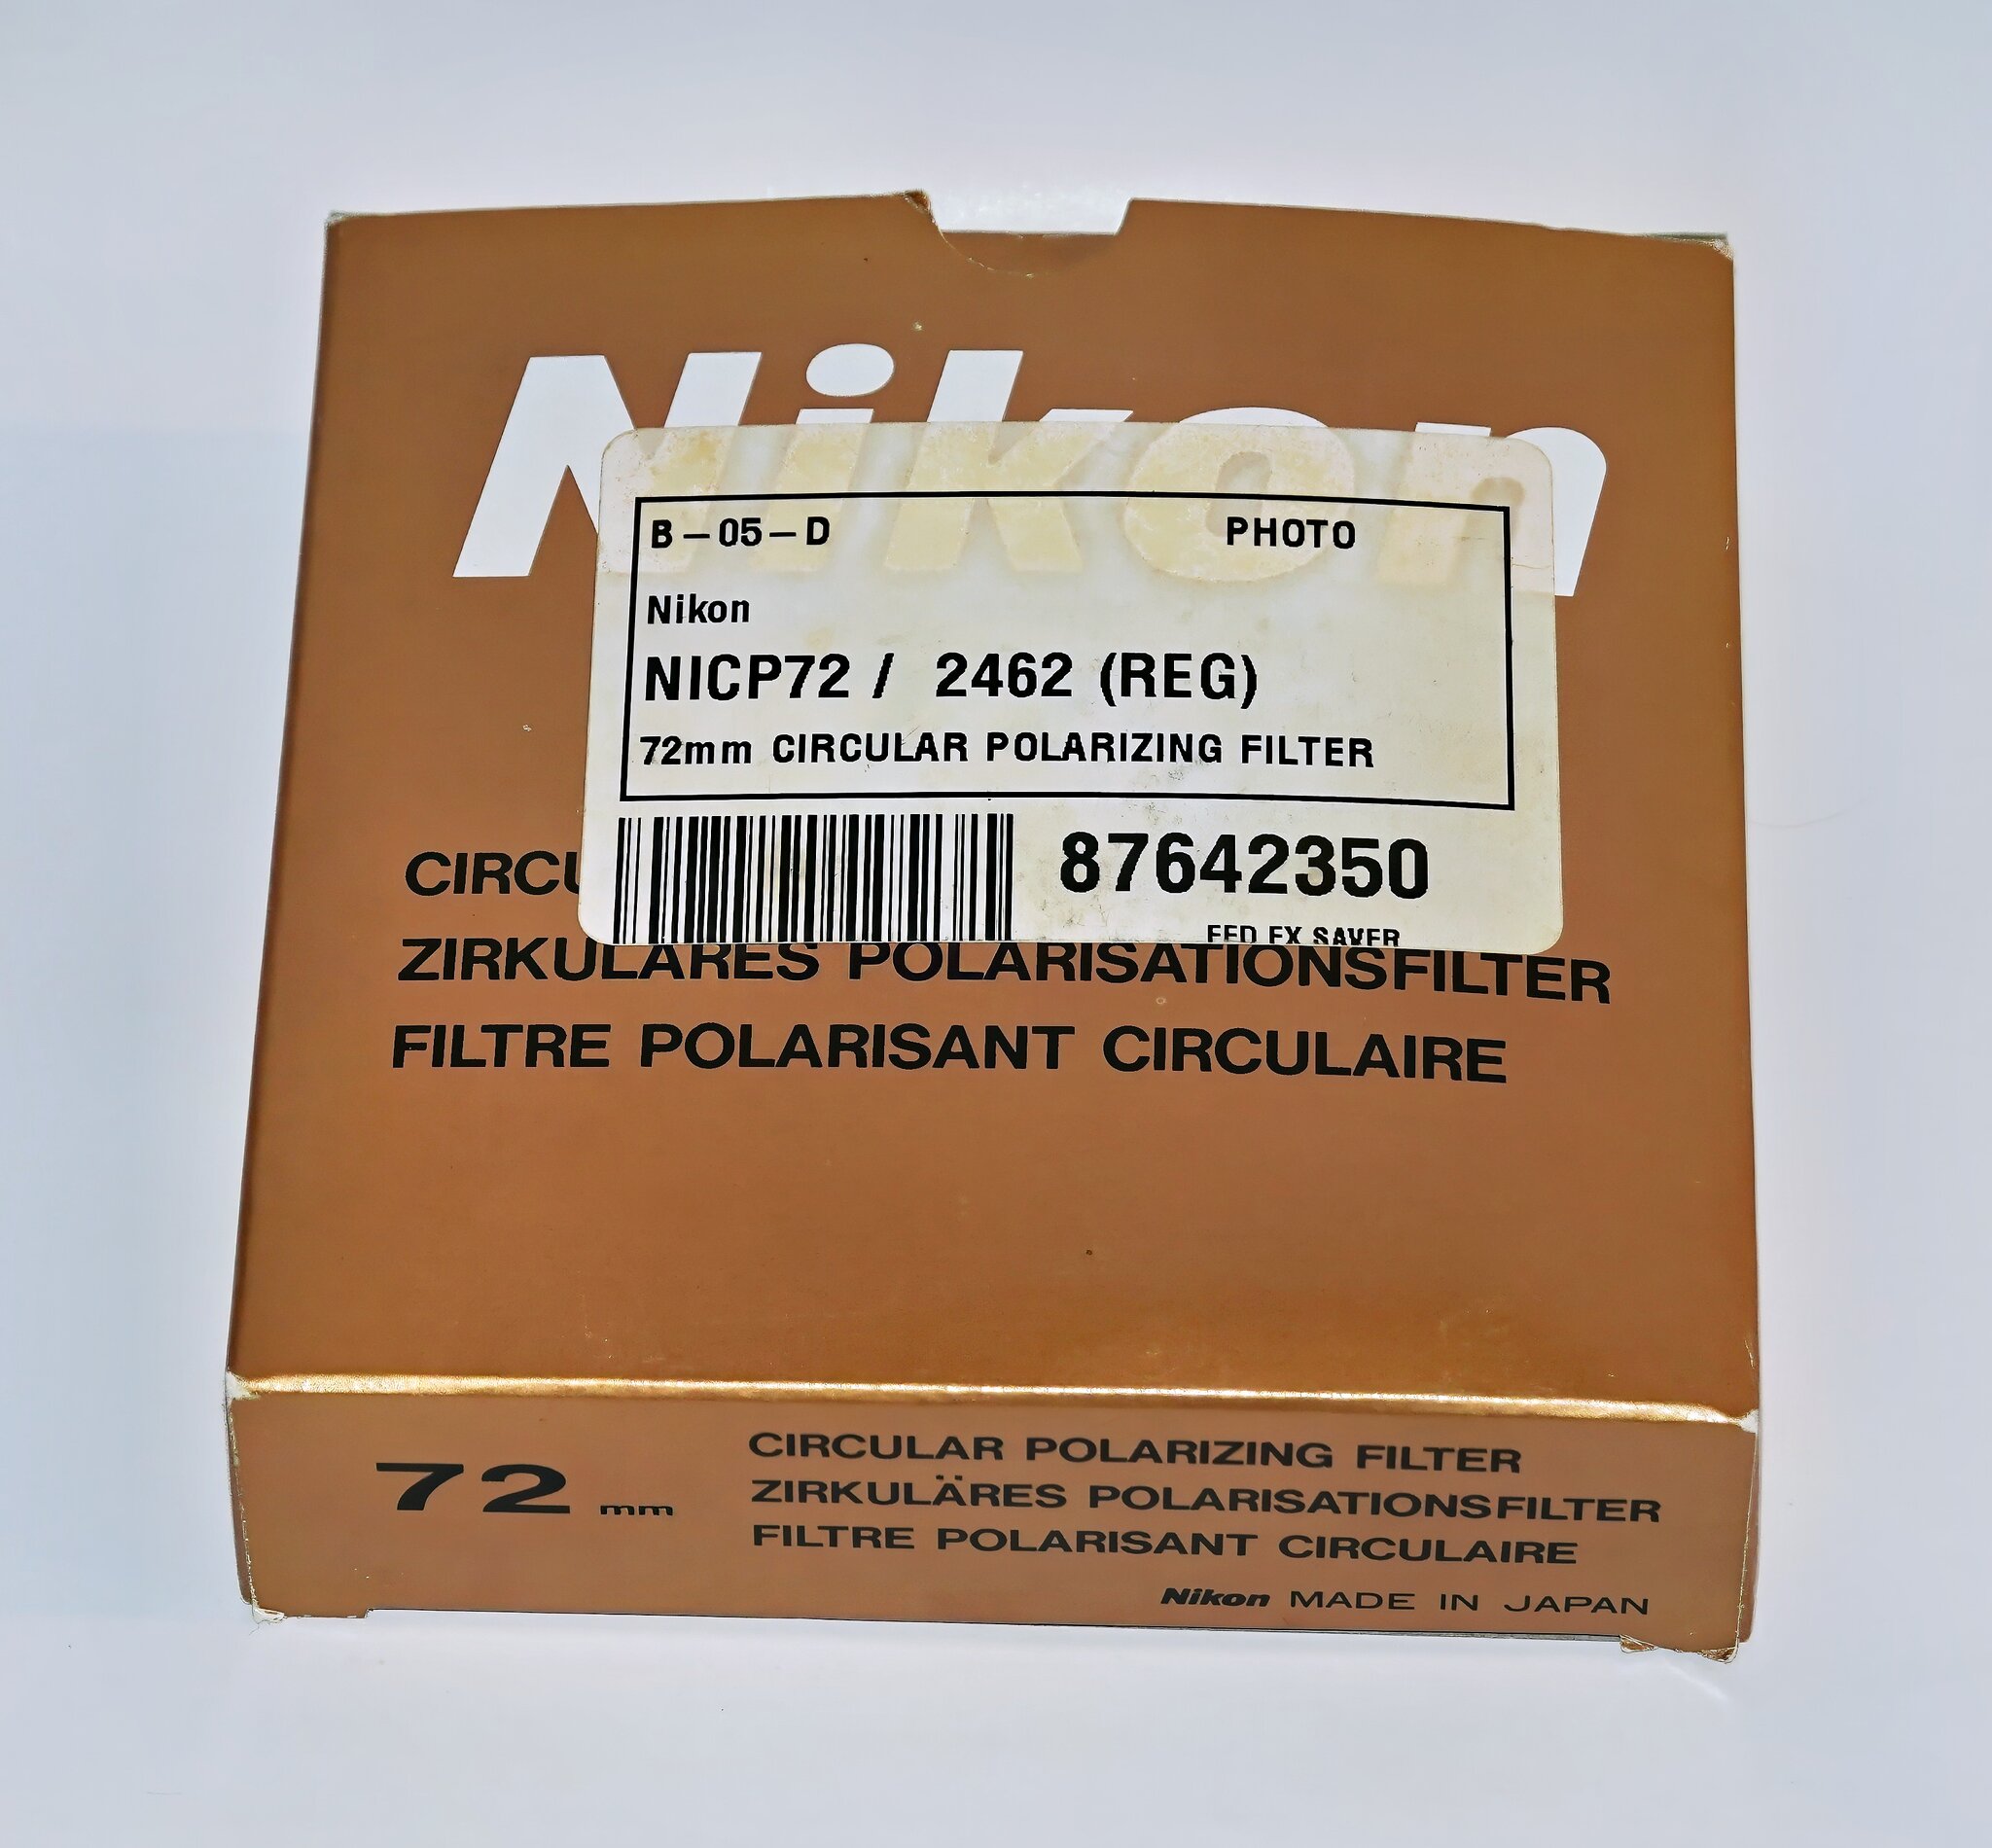 Nikon
B-05-D PHOTO
Nikon
NICP72 / 2462 (REG)
72mm CIRCULAR POLARIZING FILTER
87642350
FED EX SAVER
CIRCU
ZIRKULÄRES POLARISATIONSFILTER
FILTRE POLARISANT CIRCULAIRE
72 mm
CIRCULAR POLARIZING FILTER
ZIRKULÄRES POLARISATIONSFILTER
FILTRE POLARISANT CIRCULAIRE
Nikon MADE IN JAPAN